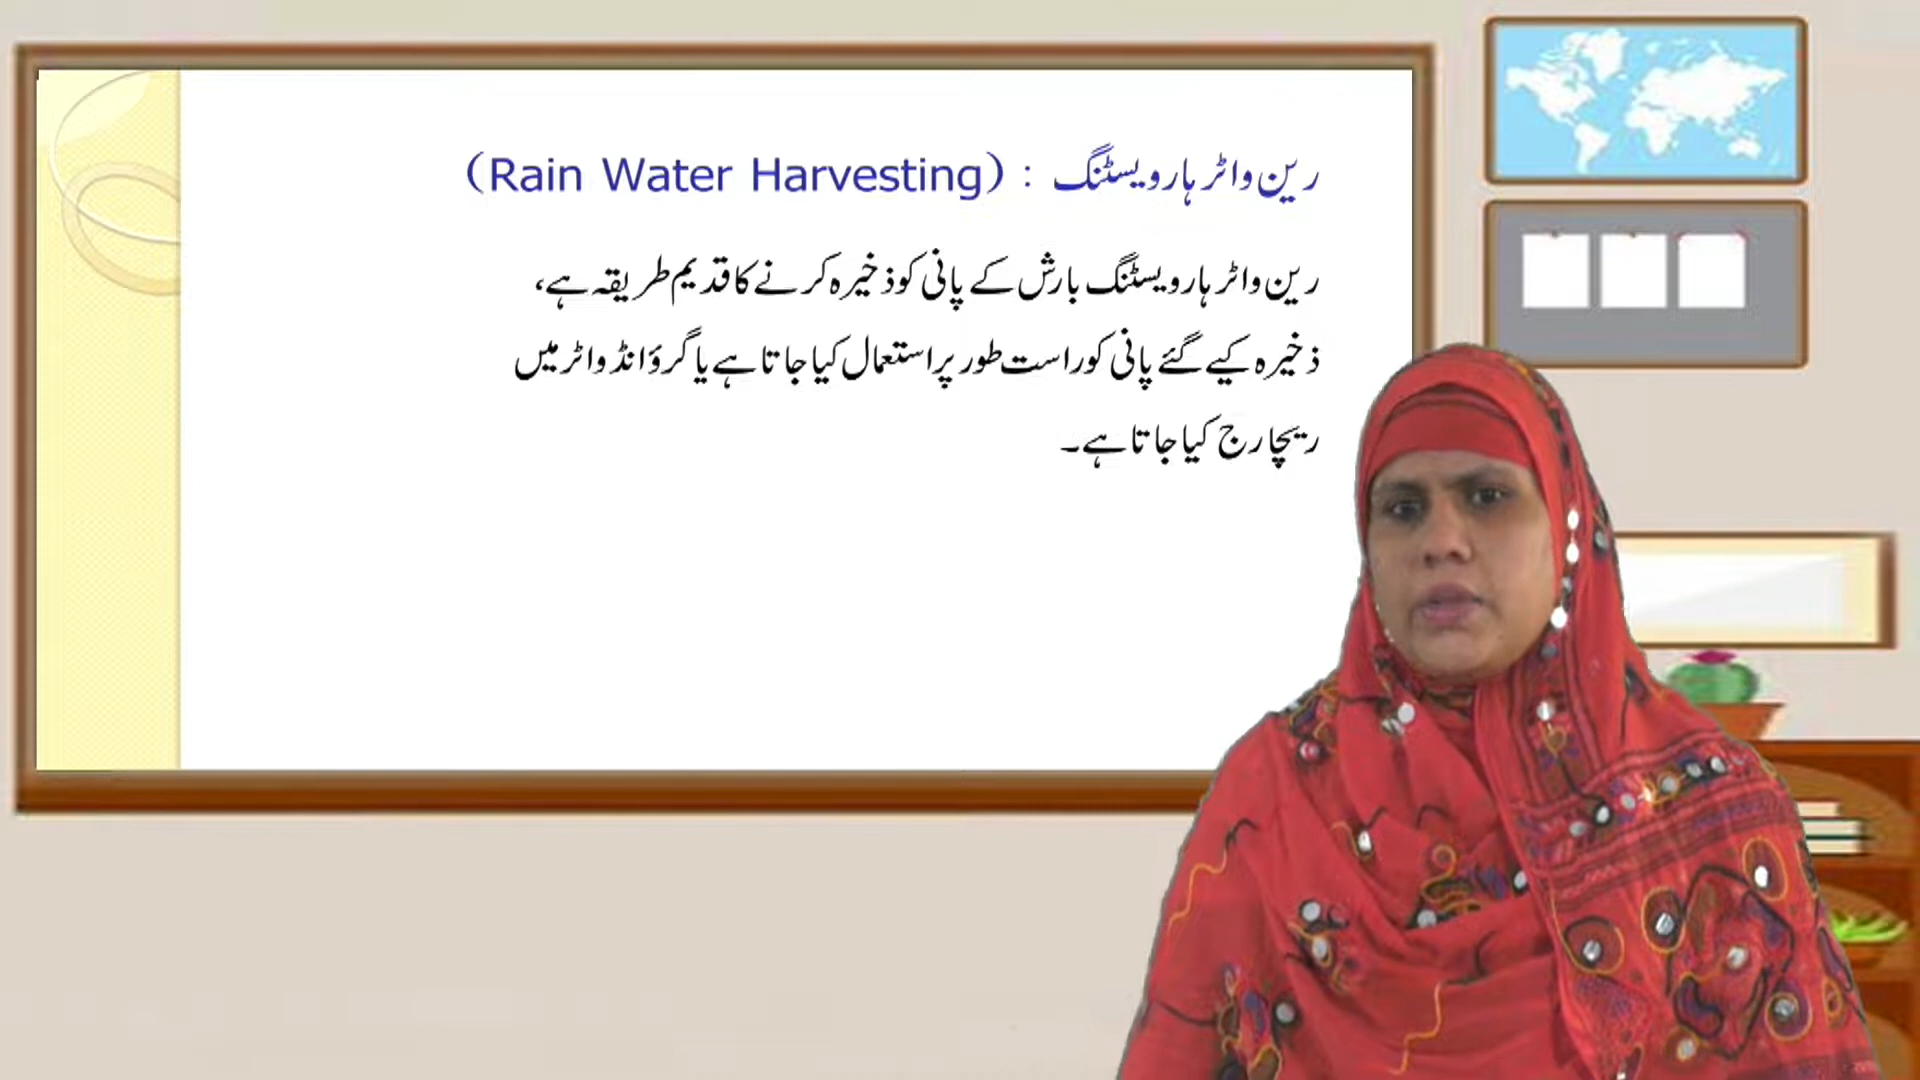 رین واٹر ہارویسٹنگ : (Rain Water Harvesting)
رین واٹر ہارویسٹنگ بارش کے پانی کو ذخیرہ کرنے کا قدیم طریقہ ہے،
ذخیرہ کیے گئے پانی کو راست طور پر استعمال کیا جاتا ہے یا گرؤانڈ واٹر میں
ریچارج کیا جاتا ہے۔